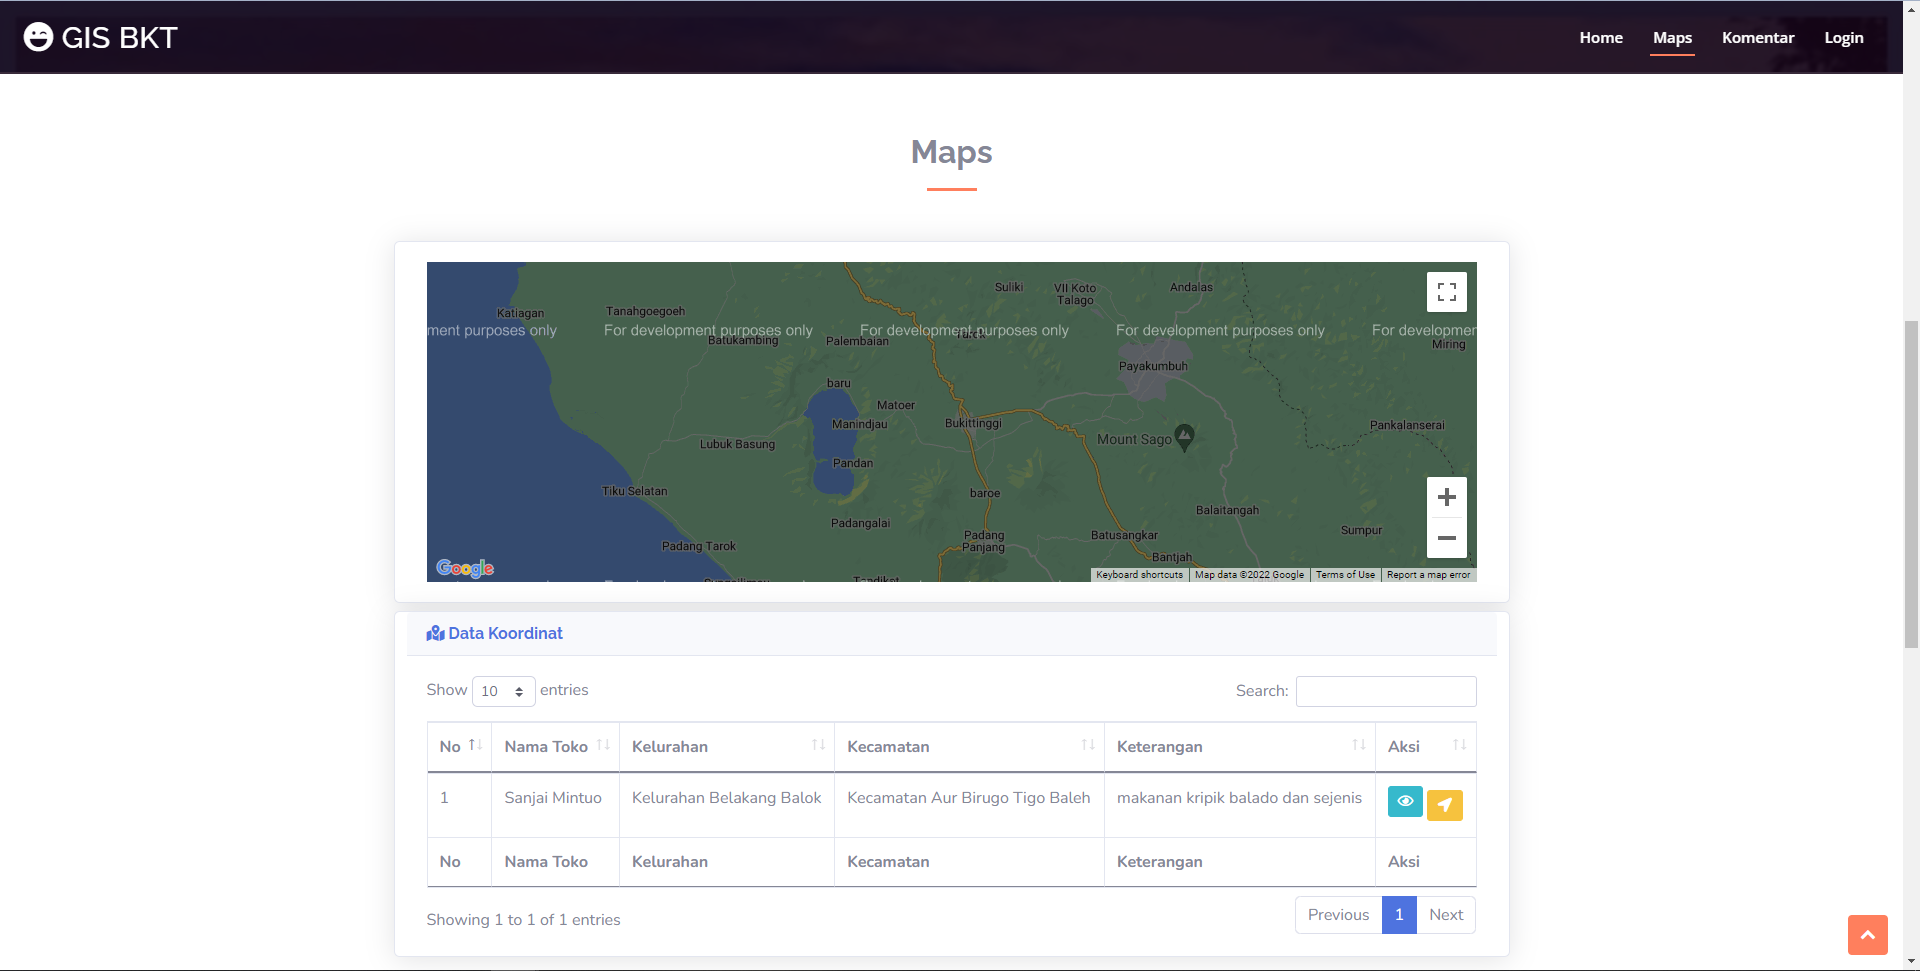 GIS BKT
Home Maps Komentar Login
Maps
Suliki
VII Koto
Talago
Andalas
Katiagan
Tanahgoegoeh
ment purposes only For development purposes only For development purposes only For development purposes only For developmen
Batukambing
Palembaian
Miring
Payakumbuh
baru
Matoer
Manindjau
Bukittinggi
Pankalanserai
Lubuk Basung
Mount Sago
Pandan
Tiku Selatan
baroe
Balaitangah
Padangalai
Padang
Panjang
Batusangkar
Sumpur
Padang Tarok
Bantjah
Google
Keyboard shortcuts Map data ©2022 Google Terms of Use Report a map error
Data Koordinat
Show 10 entries Search:
No Nama Toko Kelurahan Kecamatan Keterangan Aksi
1 Sanjai Mintuo Kelurahan Belakang Balok Kecamatan Aur Birugo Tigo Baleh makanan kripik balado dan sejenis
No Nama Toko Kelurahan Kecamatan Keterangan Aksi
Showing 1 to 1 of 1 entries
Previous 1 Next